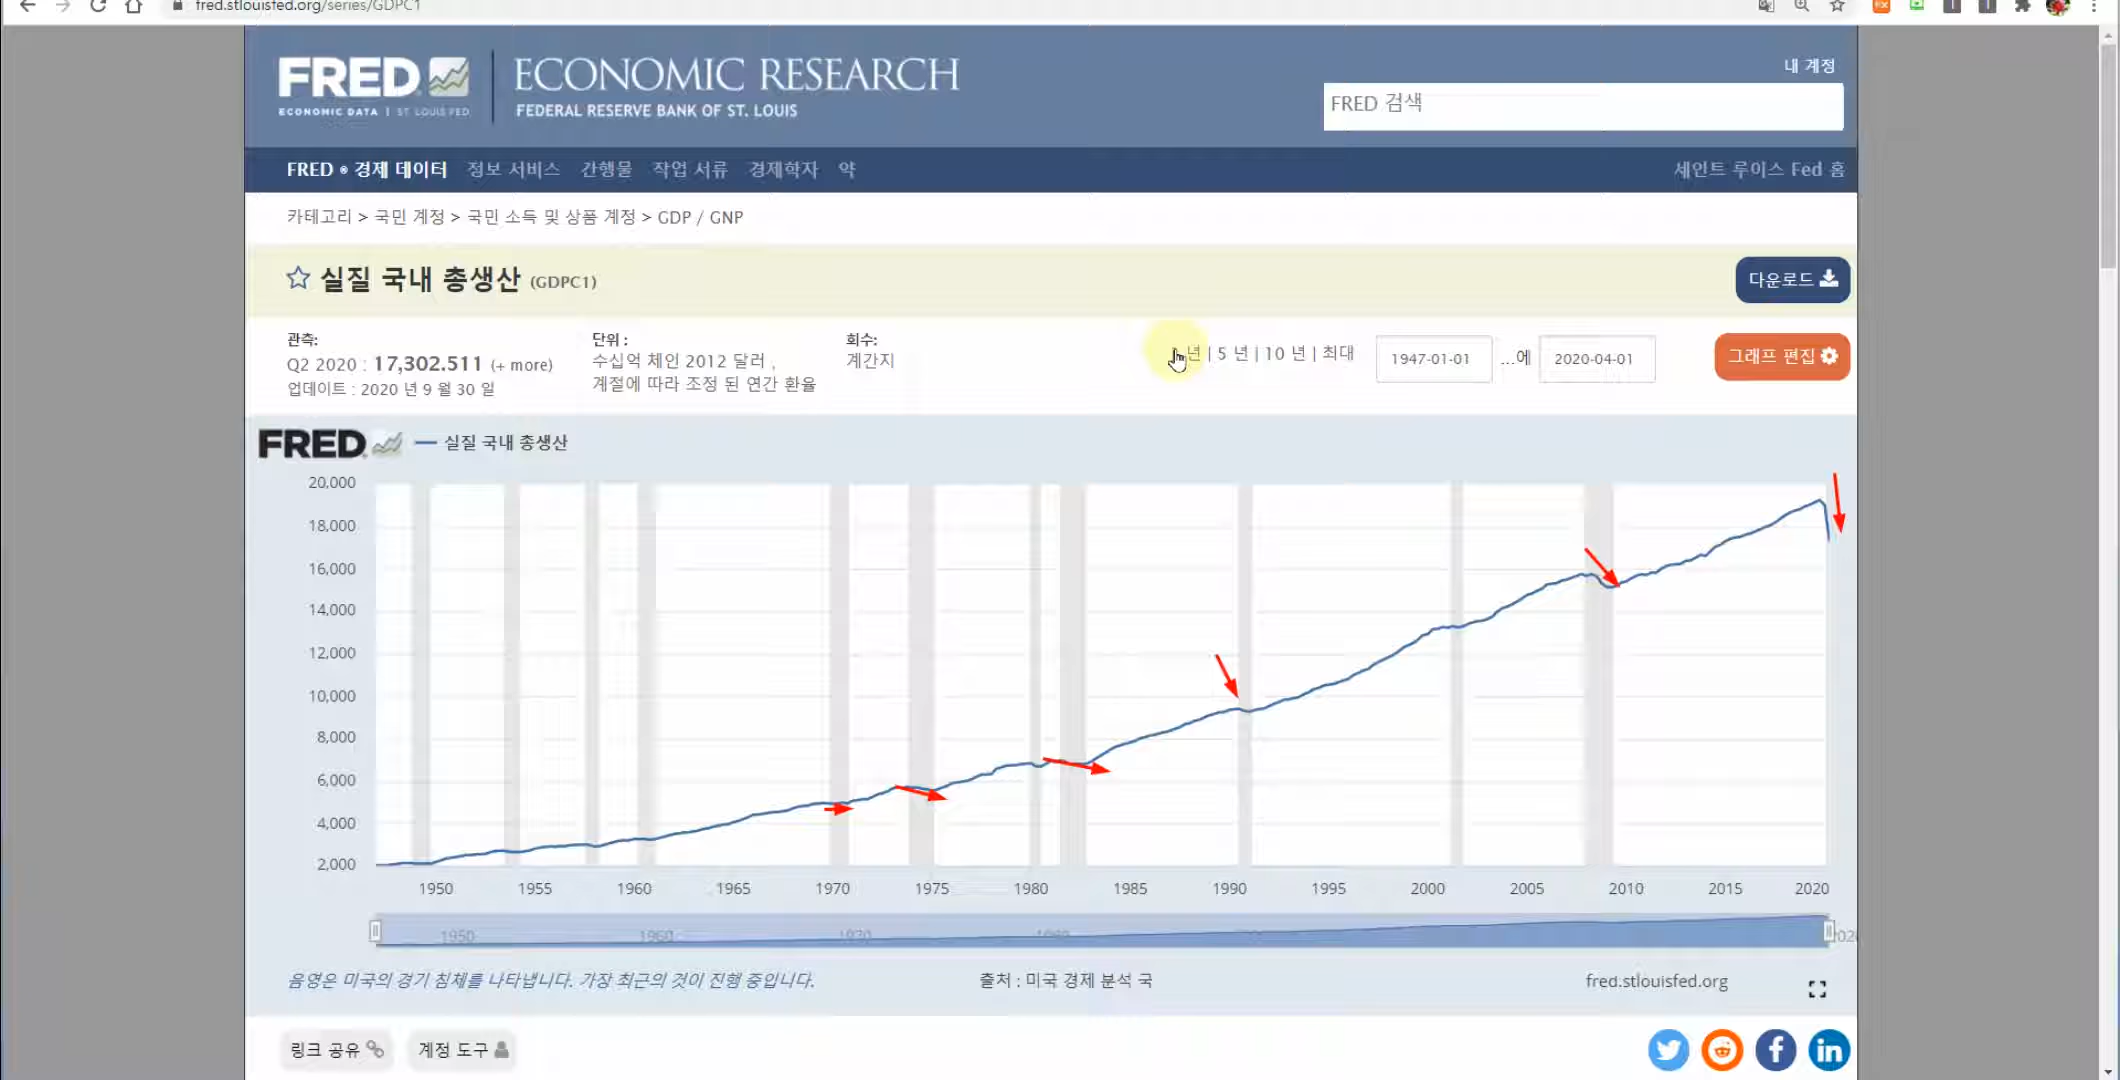 fred.stlouisfed.org/series/GDPC1
FRED
ECONOMIC DATA | ST. LOUIS FED
ECONOMIC RESEARCH
FEDERAL RESERVE BANK OF ST. LOUIS
내 계정
FRED 검색
FRED • 경제 데이터 정보 서비스 간행물 작업 서류 경제학자 약 세인트 루이스 Fed 홈
카테고리 > 국민 계정 > 국민 소득 및 상품 계정 > GDP / GNP
실질 국내 총생산 (GDPC1) 다운로드
관측:
Q2 2020 : 17,302.511 (+ more)
업데이트 : 2020 년 9 월 30 일
단위 :
수십억 체인 2012 달러 ,
계절에 따라 조정 된 연간 환율
회수:
계간지
년 | 5 년 | 10 년 | 최대 1947-01-01 ...에 2020-04-01 그래프 편집
FRED 실질 국내 총생산
20,000
18,000
16,000
14,000
12,000
10,000
8,000
6,000
4,000
2,000
1950 1955 1960 1965 1970 1975 1980 1985 1990 1995 2000 2005 2010 2015 2020
1950 1960 1970 1980
음영은 미국의 경기 침체를 나타냅니다. 가장 최근의 것이 진행 중입니다. 출처 : 미국 경제 분석 국 fred.stlouisfed.org
링크 공유 계정 도구